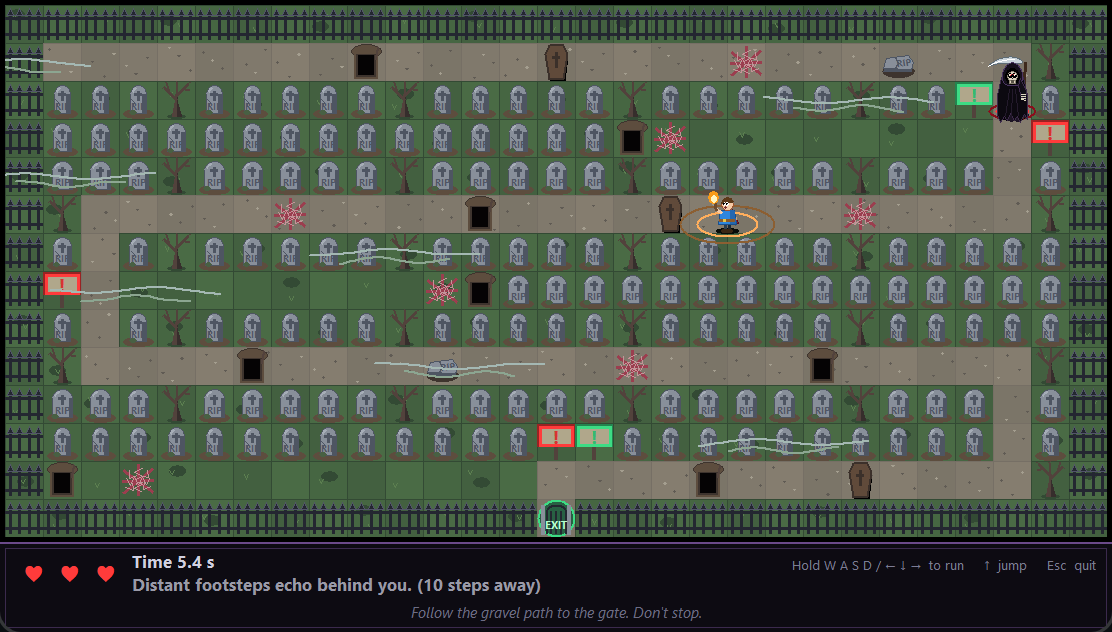 EXIT
Time 5.4 s
Distant footsteps echo behind you. (10 steps away)
Hold W A S D / ← ↓ → to run ↑ jump Esc quit
Follow the gravel path to the gate. Don't stop.